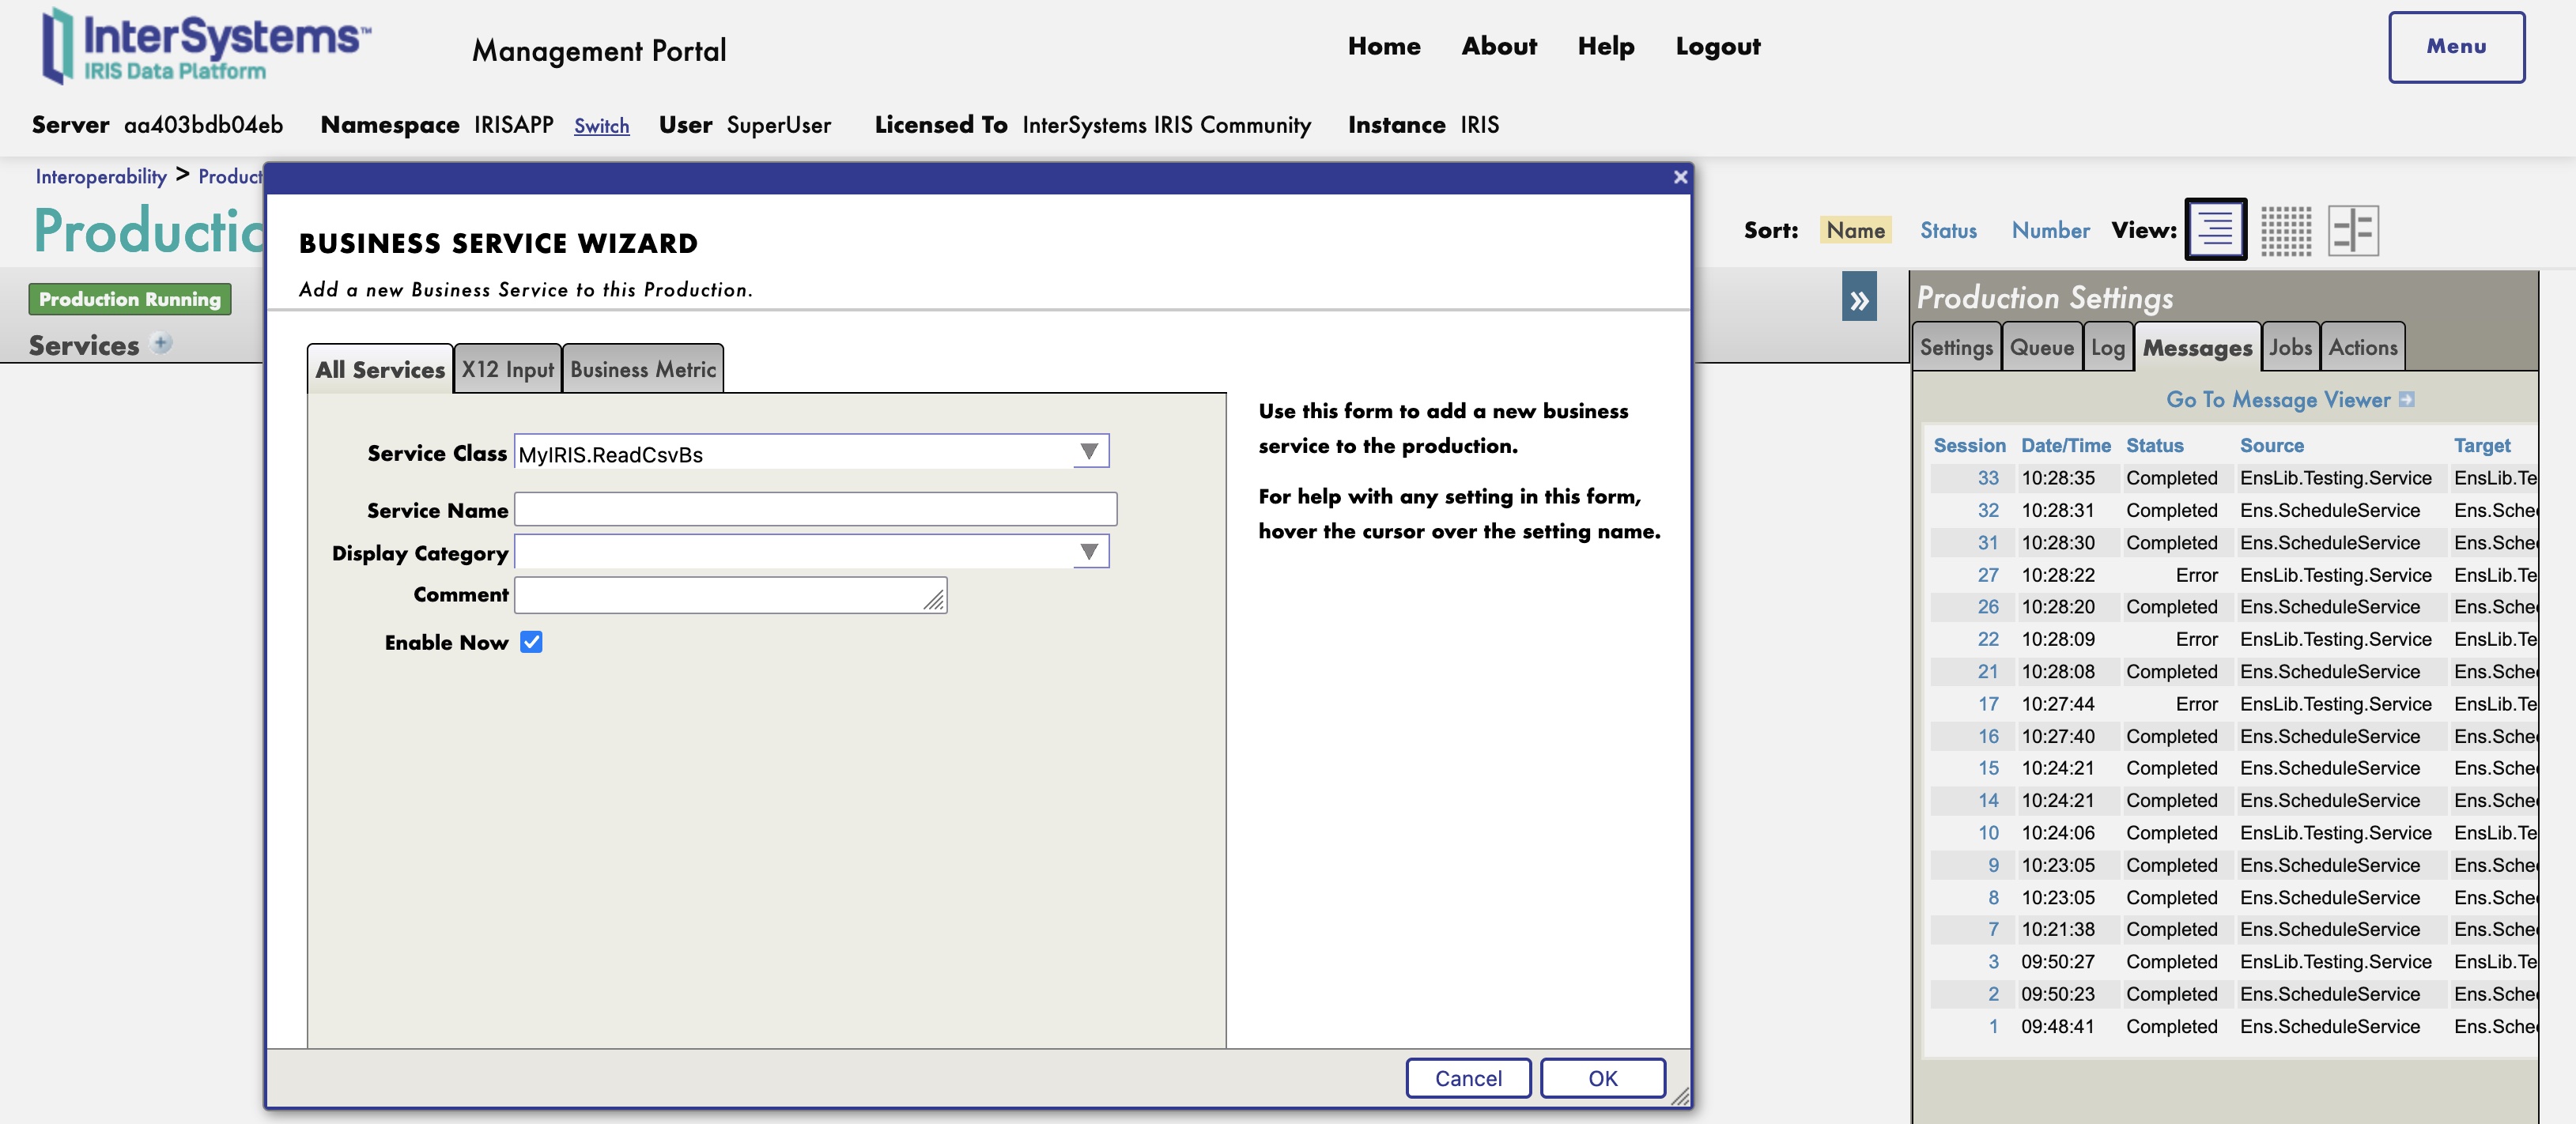 InterSystems™
IRIS Data Platform
Management Portal
Home About Help Logout
Menu
Server aa403bdb04eb Namespace IRISAPP Switch User SuperUser Licensed To InterSystems IRIS Community Instance IRIS
Interoperability > Product
Productic
Sort: Name Status Number View:
Production Running
Services
BUSINESS SERVICE WIZARD
Add a new Business Service to this Production.
All Services X12 Input Business Metric
Service Class MyIRIS.ReadCsvBs
Service Name
Display Category
Comment
Enable Now
Use this form to add a new business
service to the production.
For help with any setting in this form,
hover the cursor over the setting name.
Cancel OK
Production Settings
Settings Queue Log Messages Jobs Actions
Go To Message Viewer
Session Date/Time Status Source Target
33 10:28:35 Completed EnsLib.Testing.Service EnsLib.Te
32 10:28:31 Completed Ens.ScheduleService Ens.Sche
31 10:28:30 Completed Ens.ScheduleService Ens.Sche
27 10:28:22 Error EnsLib.Testing.Service EnsLib.Te
26 10:28:20 Completed Ens.ScheduleService Ens.Sche
22 10:28:09 Error EnsLib.Testing.Service EnsLib.Te
21 10:28:08 Completed Ens.ScheduleService Ens.Sche
17 10:27:44 Error EnsLib.Testing.Service EnsLib.Te
16 10:27:40 Completed Ens.ScheduleService Ens.Sche
15 10:24:21 Completed Ens.ScheduleService Ens.Sche
14 10:24:21 Completed Ens.ScheduleService Ens.Sche
10 10:24:06 Completed EnsLib.Testing.Service EnsLib.Te
9 10:23:05 Completed Ens.ScheduleService Ens.Sche
8 10:23:05 Completed Ens.ScheduleService Ens.Sche
7 10:21:38 Completed Ens.ScheduleService Ens.Sche
3 09:50:27 Completed EnsLib.Testing.Service EnsLib.Te
2 09:50:23 Completed Ens.ScheduleService Ens.Sche
1 09:48:41 Completed Ens.ScheduleService Ens.Sche